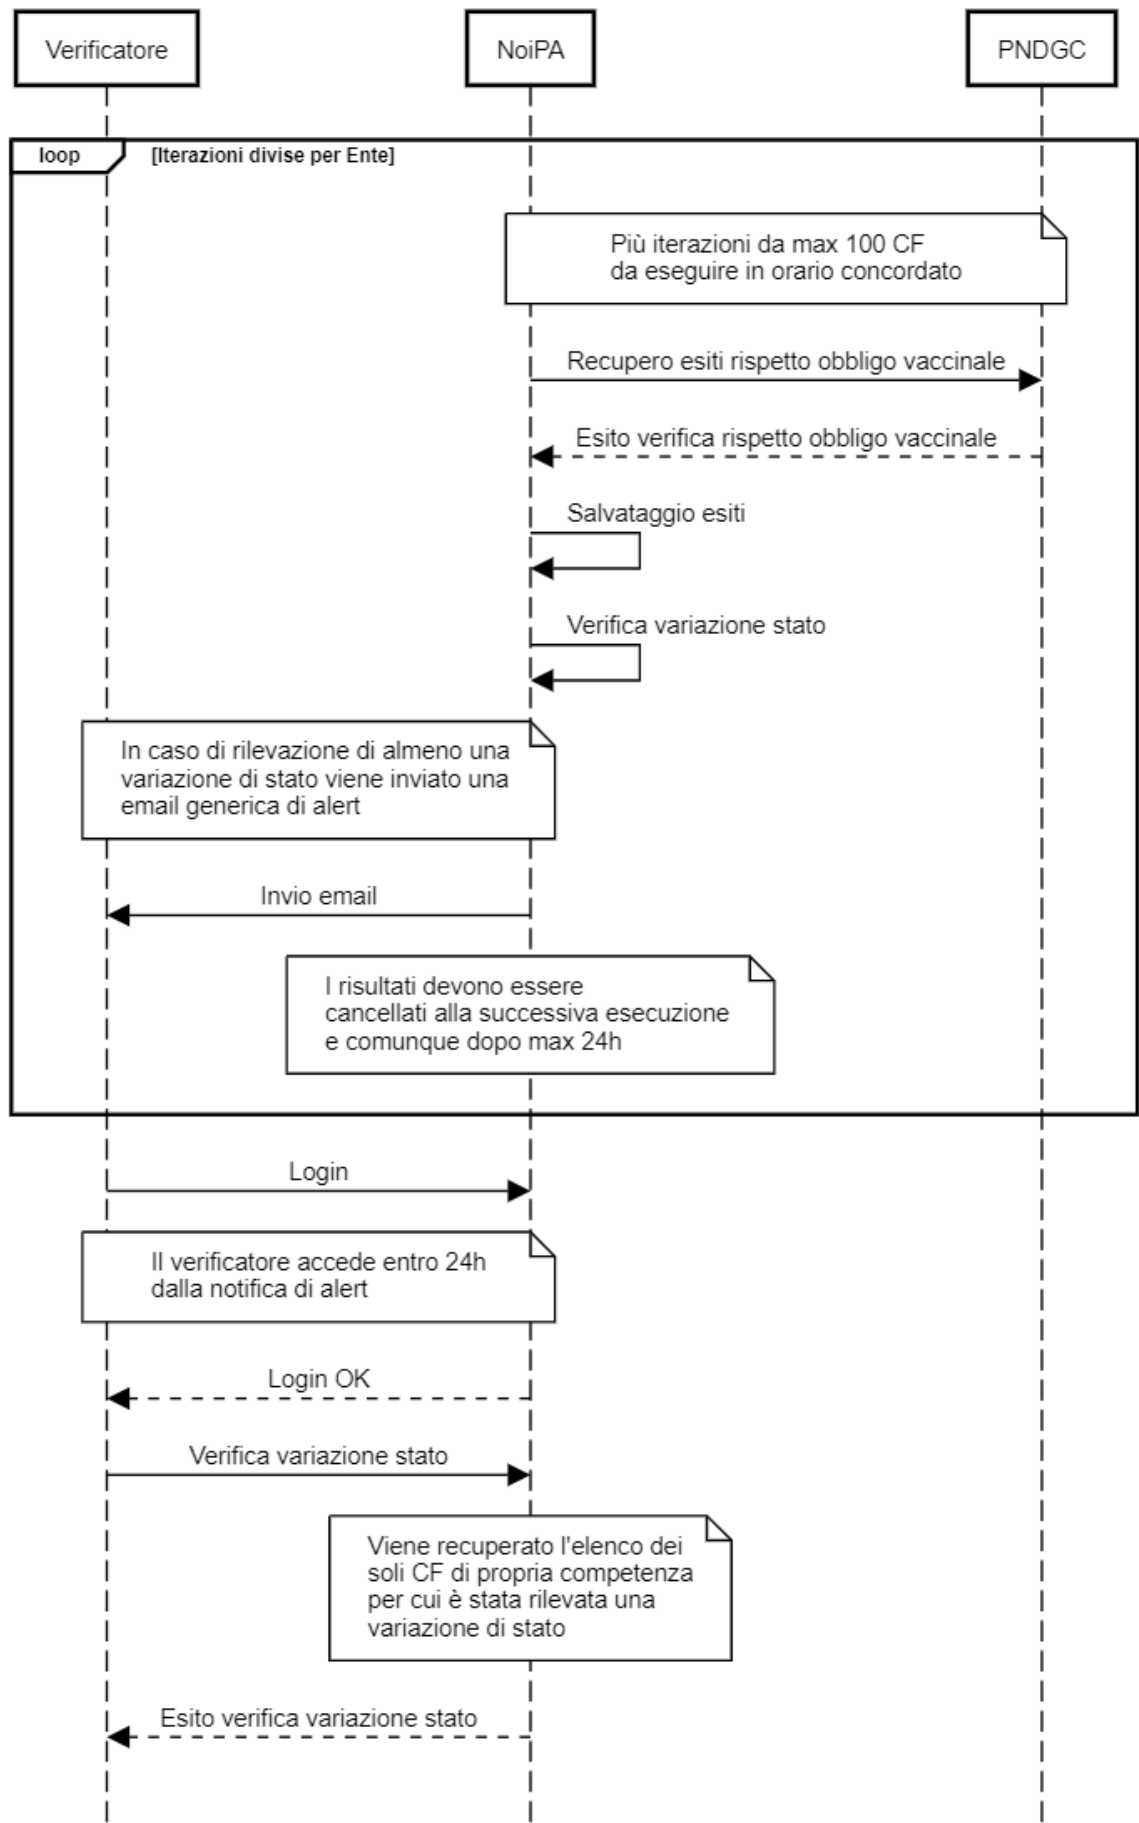 Verificatore
NoiPA
PNDGC
loop
[Iterazioni divise per Ente]
Più iterazioni da max 100 CF
da eseguire in orario concordato
Recupero esiti rispetto obbligo vaccinale
Esito verifica rispetto obbligo vaccinale
Salvataggio esiti
Verifica variazione stato
In caso di rilevazione di almeno una
variazione di stato viene inviato una
email generica di alert
Invio email
I risultati devono essere
cancellati alla successiva esecuzione
e comunque dopo max 24h
Login
Il verificatore accede entro 24h
dalla notifica di alert
Login OK
Verifica variazione stato
Viene recuperato l'elenco dei
soli CF di propria competenza
per cui è stata rilevata una
variazione di stato
Esito verifica variazione stato